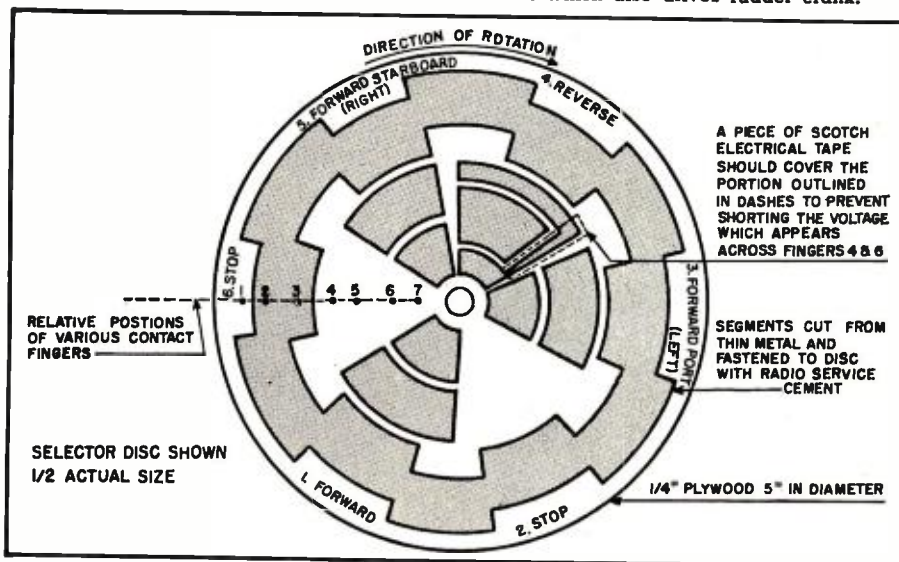 DIRECTION OF ROTATION
5. FORWARD STARBOARD
(RIGHT)
4. REVERSE
A PIECE OF SCOTCH
ELECTRICAL TAPE
SHOULD COVER THE
PORTION OUTLINED
IN DASHES TO PREVENT
SHORTING THE VOLTAGE
WHICH APPEARS
ACROSS FINGERS 4 & 6
6. STOP
4 5 6 7
RELATIVE POSTIONS
OF VARIOUS CONTACT
FINGERS
3. FORWARD PORT
(LEFT)
SEGMENTS CUT FROM
THIN METAL AND
FASTENED TO DISC
WITH RADIO SERVICE
CEMENT
SELECTOR DISC SHOWN
1/2 ACTUAL SIZE
1. FORWARD
2. STOP
1/4" PLYWOOD 5" IN DIAMETER